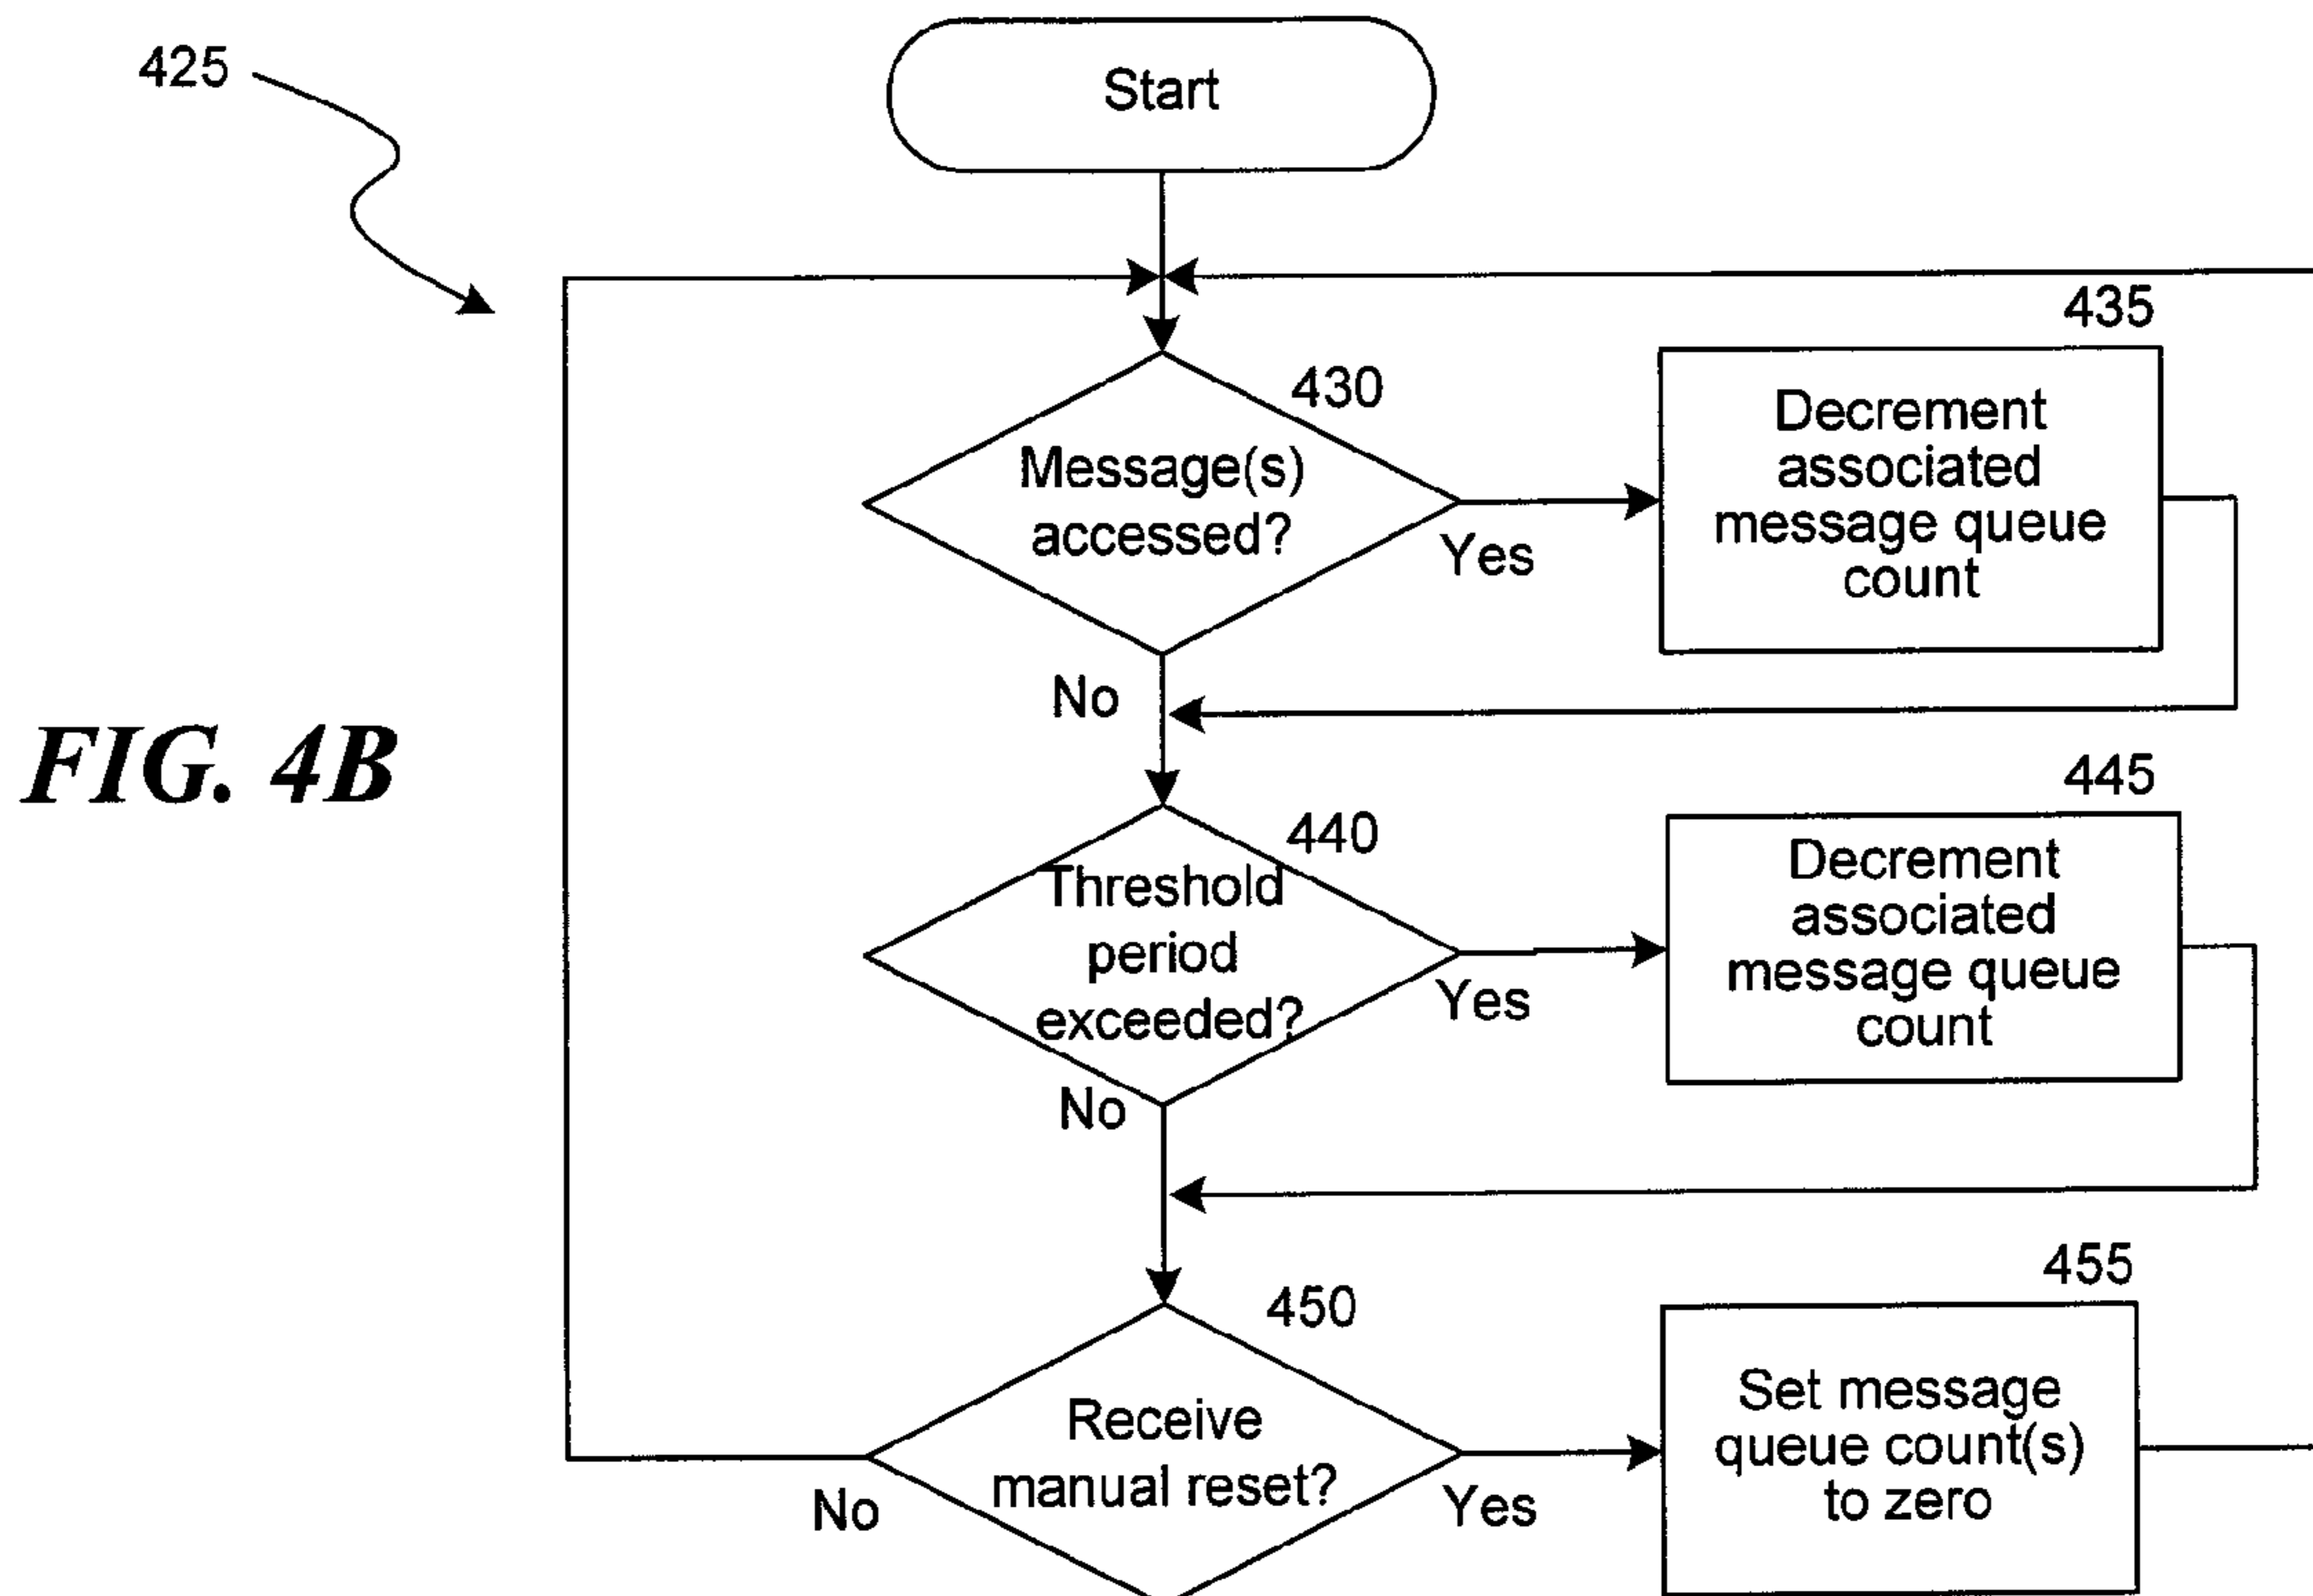 425
Start
435
430
Message(s)
accessed?
Yes
Decrement
associated
message queue
count
No
FIG. 4B
445
440
Threshold
period
exceeded?
Yes
Decrement
associated
message queue
count
No
455
450
Receive
manual reset?
No
Yes
Set message
queue count(s)
to zero